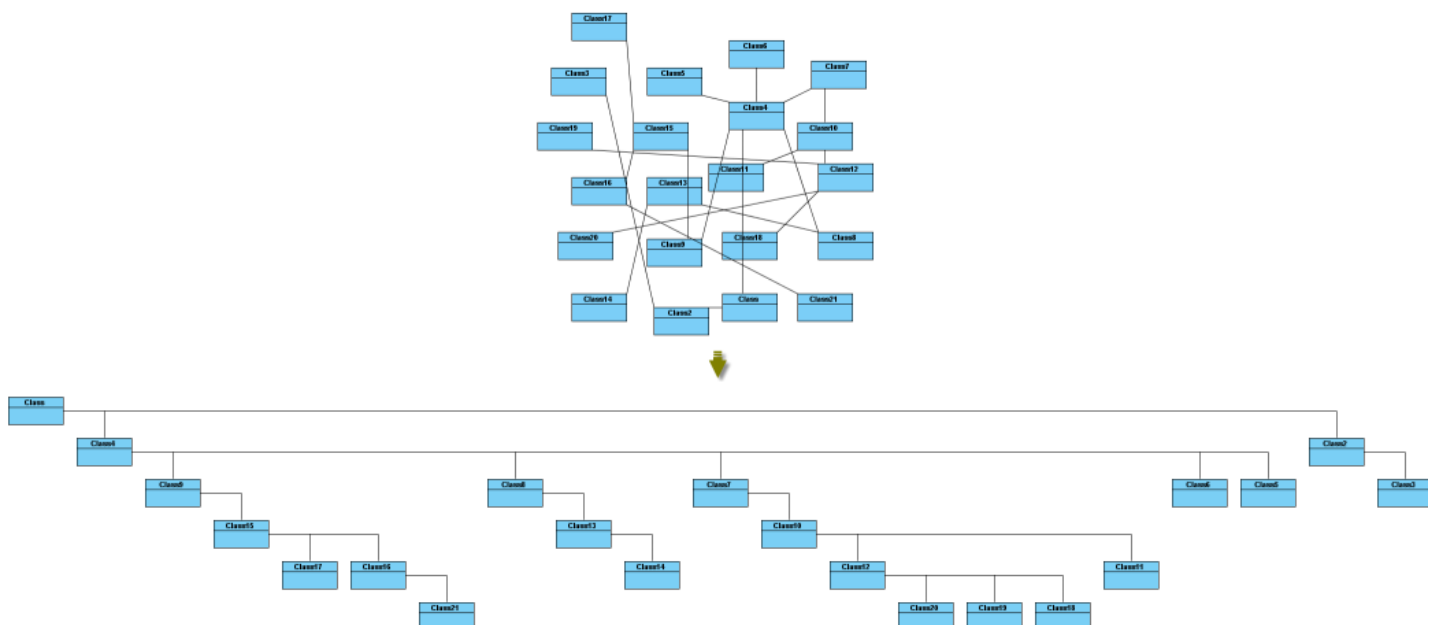 Class17
Class6
Class7
Class3
Class5
Class4
Class19
Class15
Class10
Class11
Class12
Class16
Class13
Class20
Class9
Class18
Class8
Class14
Class2
Class
Class21
Class
Class4
Class2
Class9
Class8
Class7
Class6
Class5
Class3
Class15
Class13
Class10
Class17
Class16
Class14
Class12
Class11
Class21
Class20
Class19
Class18